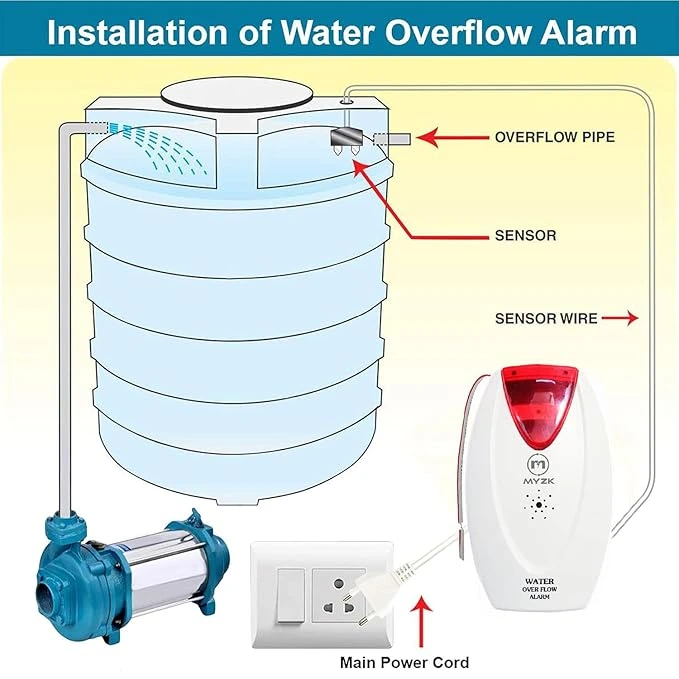 Installation of Water Overflow Alarm
OVERFLOW PIPE
SENSOR
SENSOR WIRE
m
MYZK
WATER
OVER FLOW
ALARM
Main Power Cord